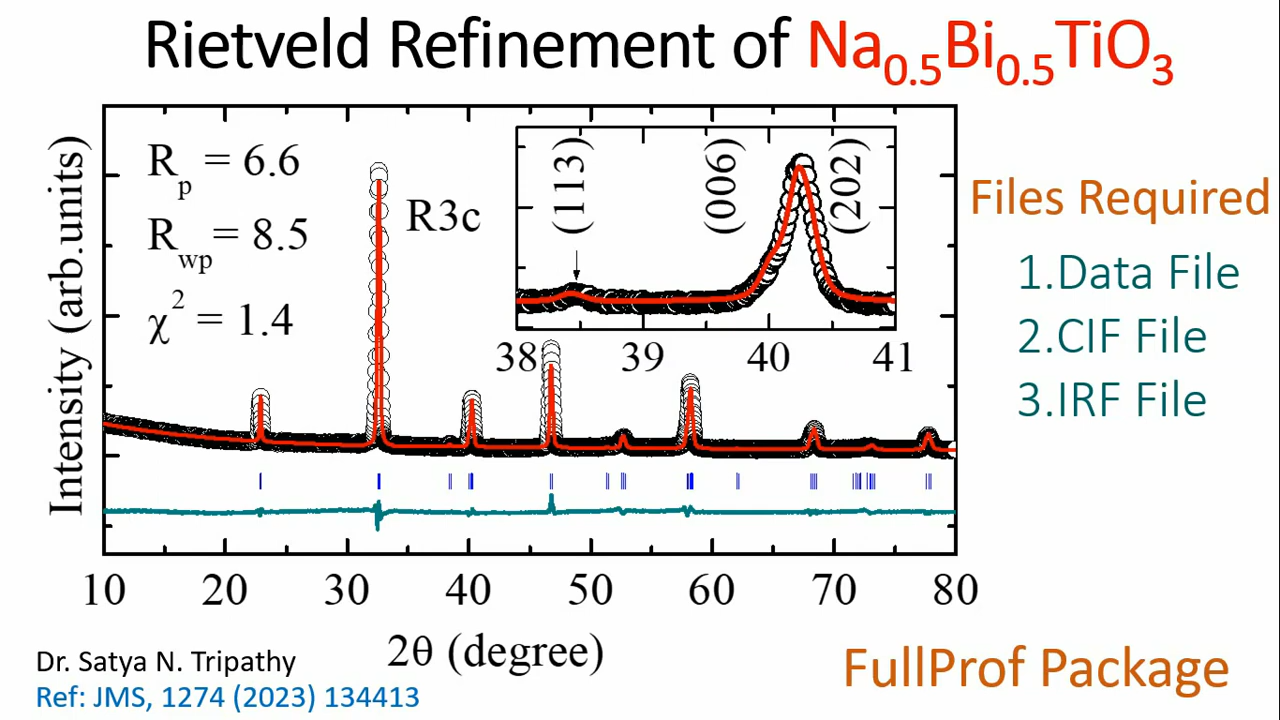 Rietveld Refinement of Na0.5Bi0.5TiO3
Rp = 6.6
Rwp = 8.5
χ2 = 1.4
R3c
(113)
(006)
(202)
38 39 40 41
Intensity (arb.units)
10 20 30 40 50 60 70 80
2θ (degree)
Files Required
1.Data File
2.CIF File
3.IRF File
Dr. Satya N. Tripathy
Ref: JMS, 1274 (2023) 134413
FullProf Package